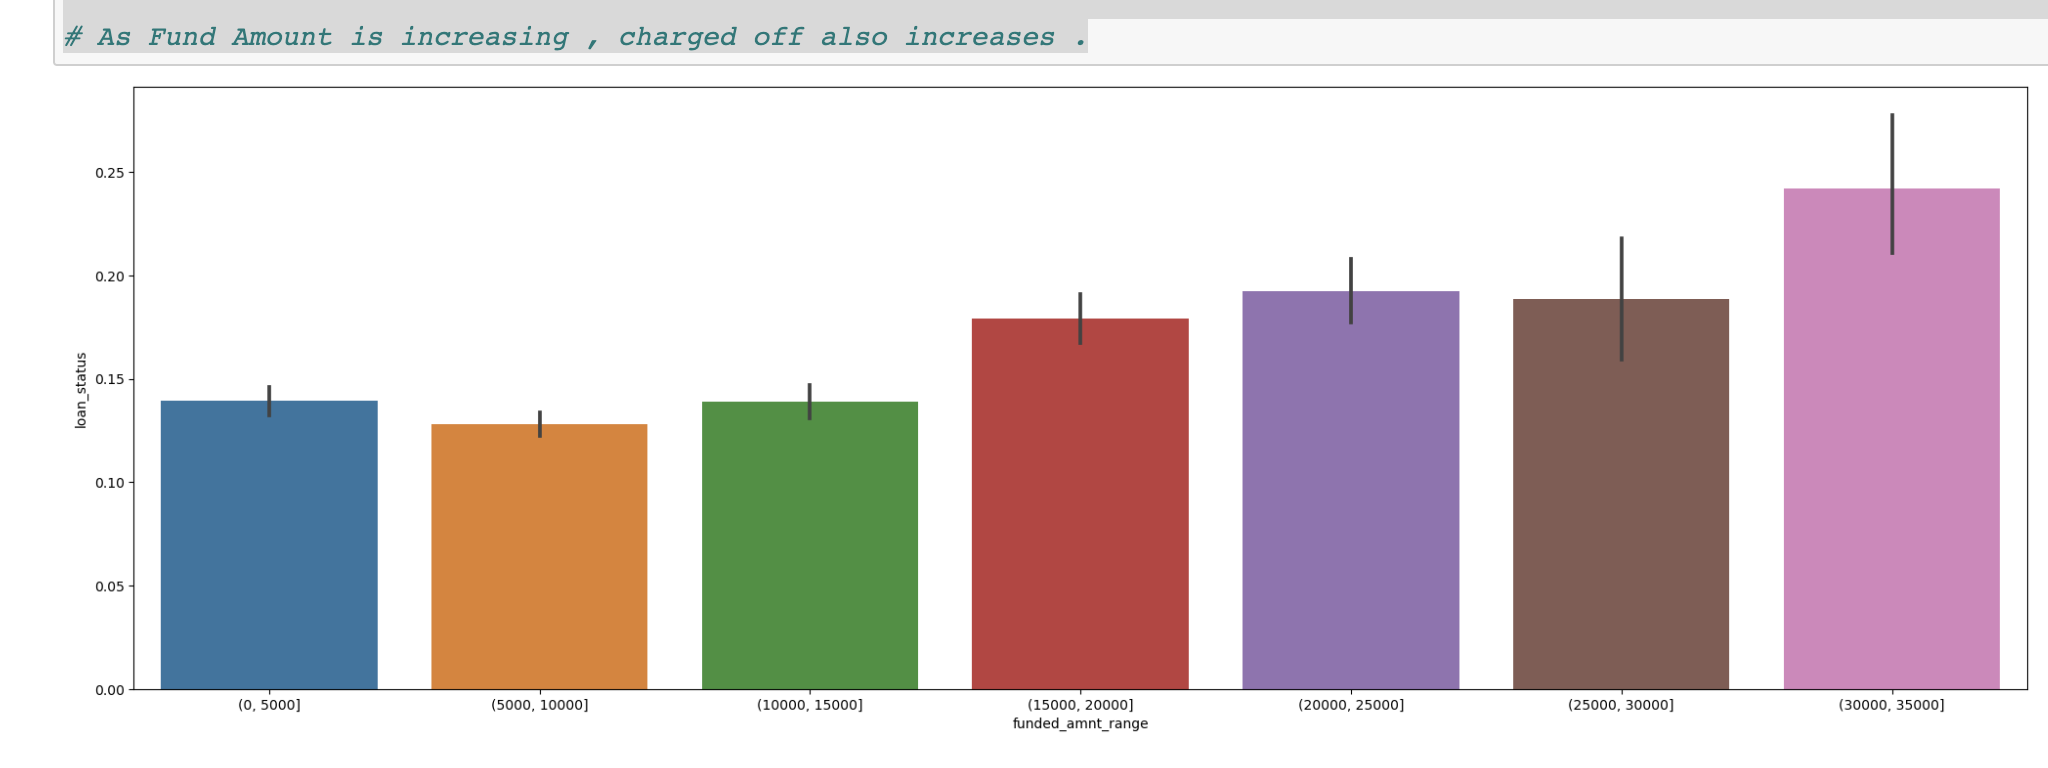 # As Fund Amount is increasing , charged off also increases .
0.25
0.20
0.15
0.10
0.05
0.00
loan_status
(0, 5000] (5000, 10000] (10000, 15000] (15000, 20000] (20000, 25000] (25000, 30000] (30000, 35000]
funded_amnt_range